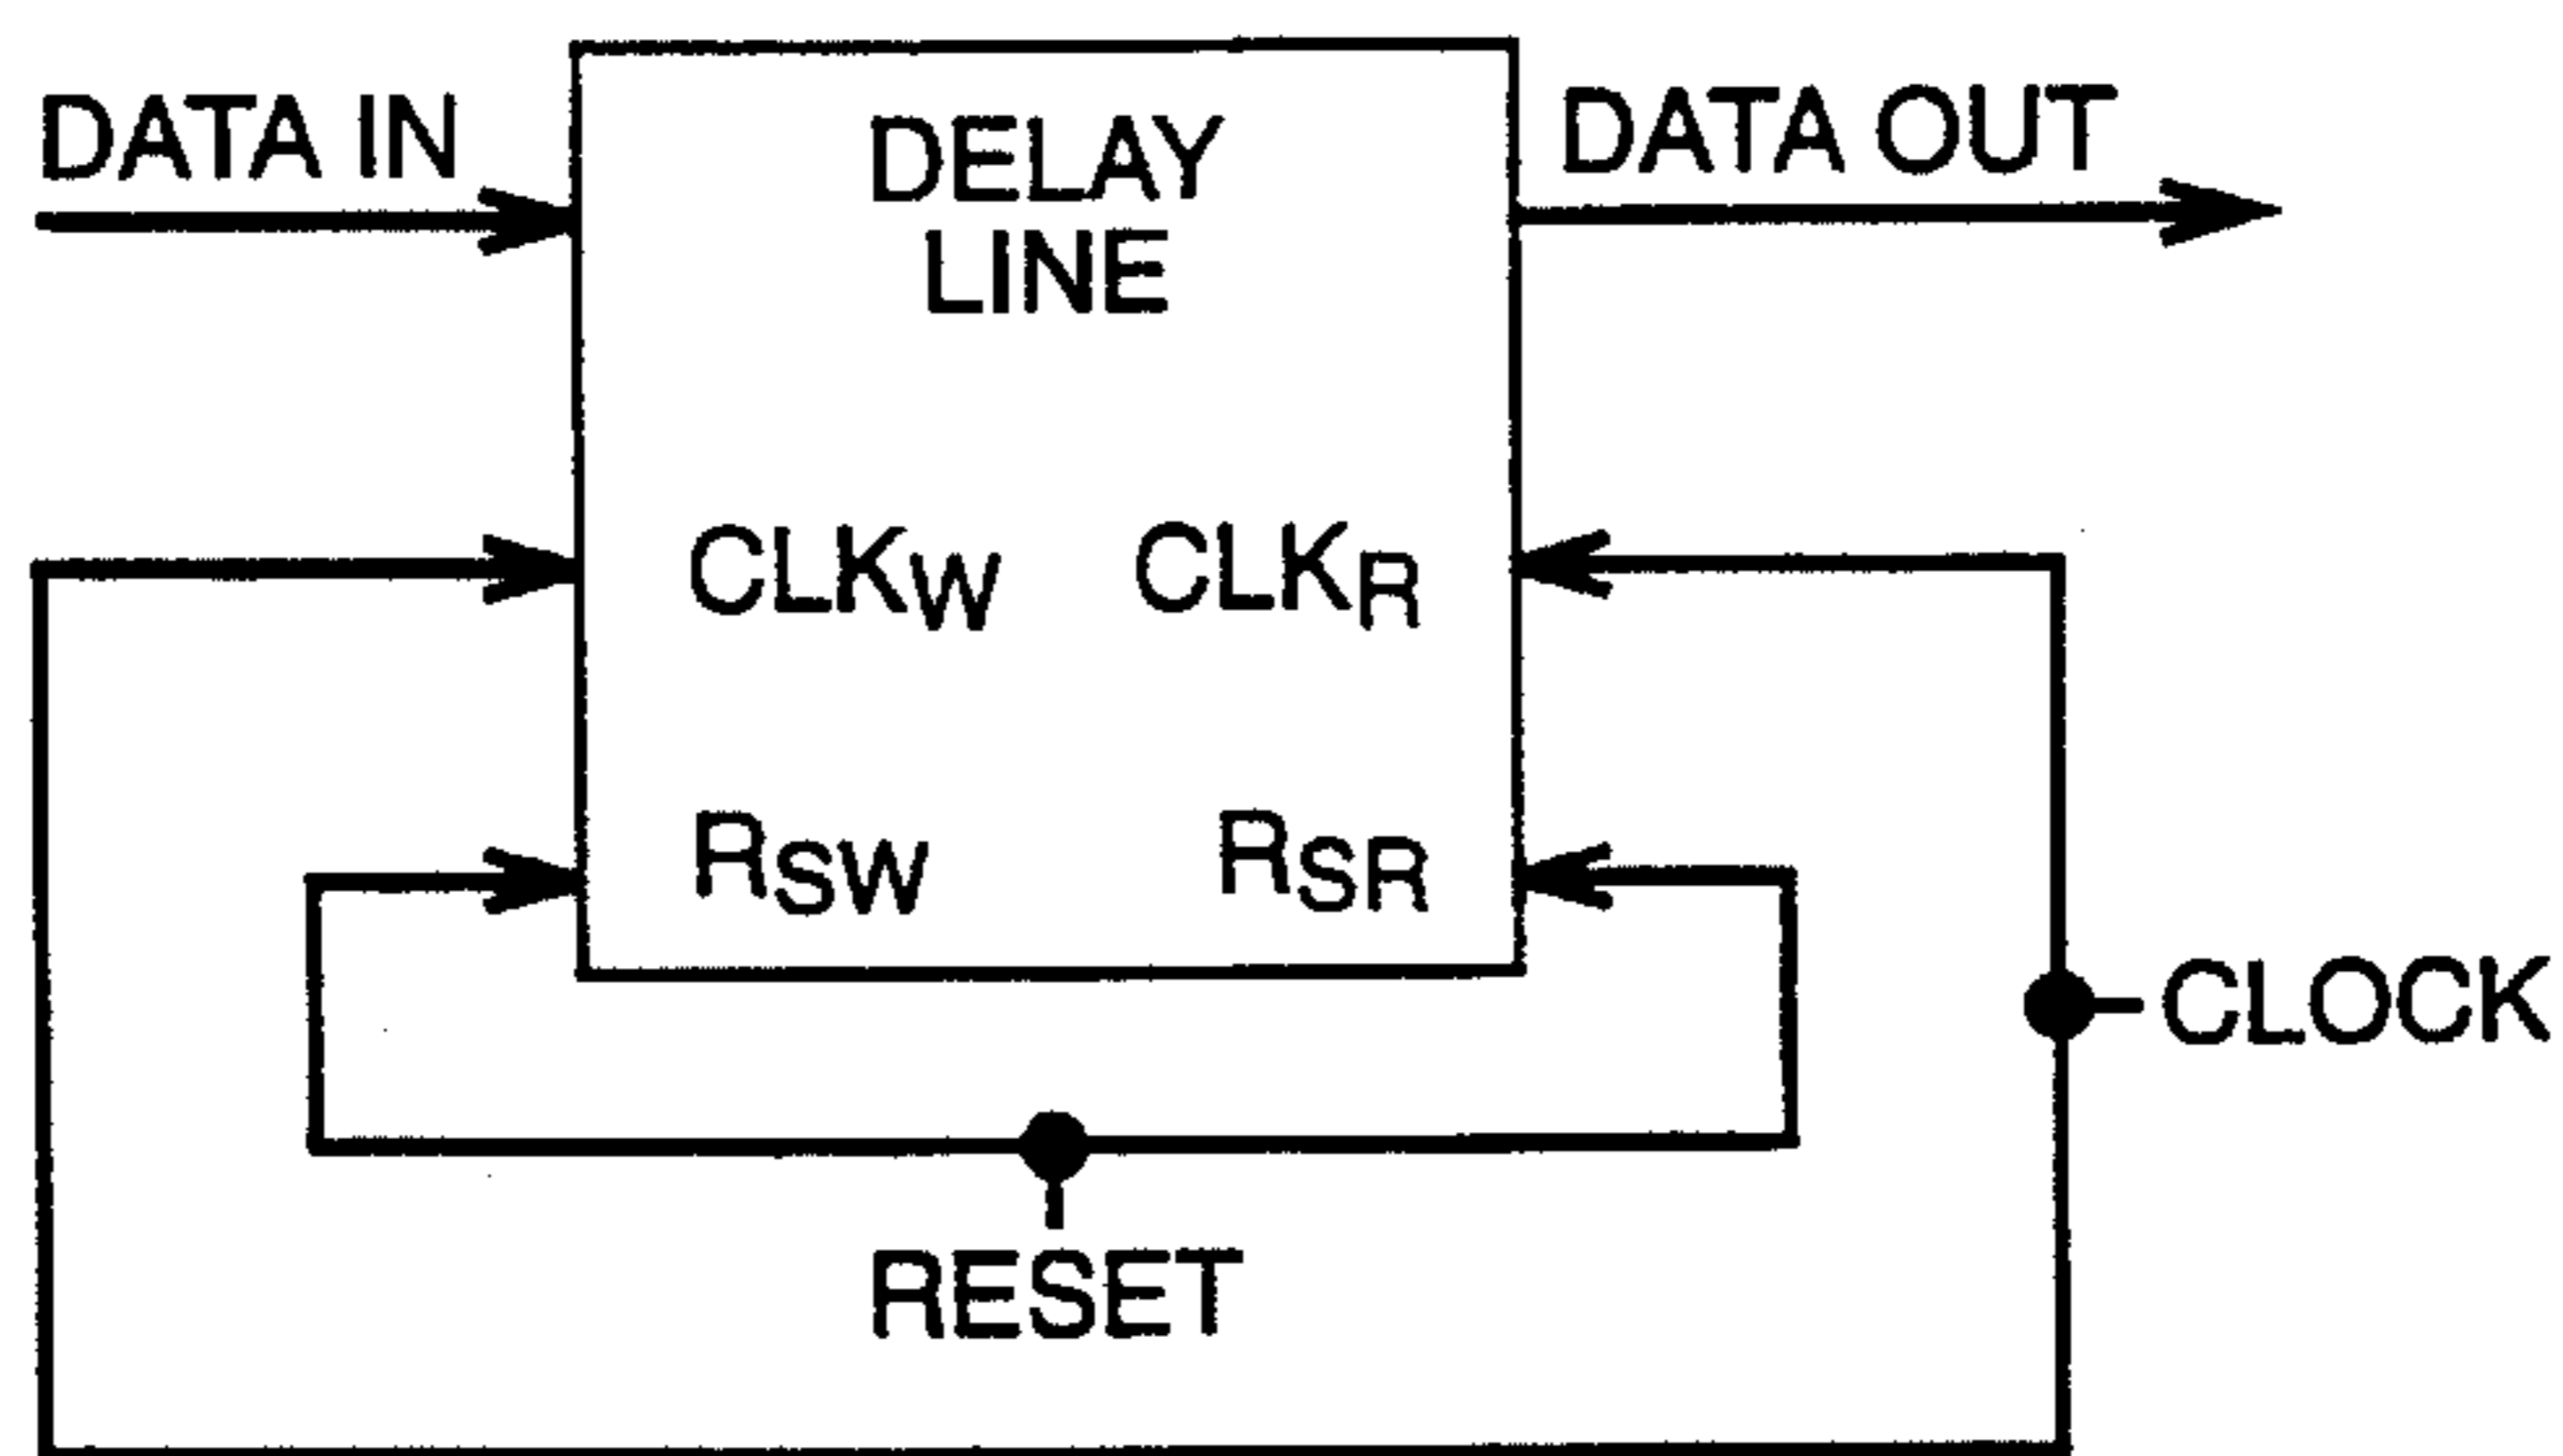 DATA IN
DELAY
LINE
DATA OUT
CLKW
CLKR
RSW
RSR
CLOCK
RESET